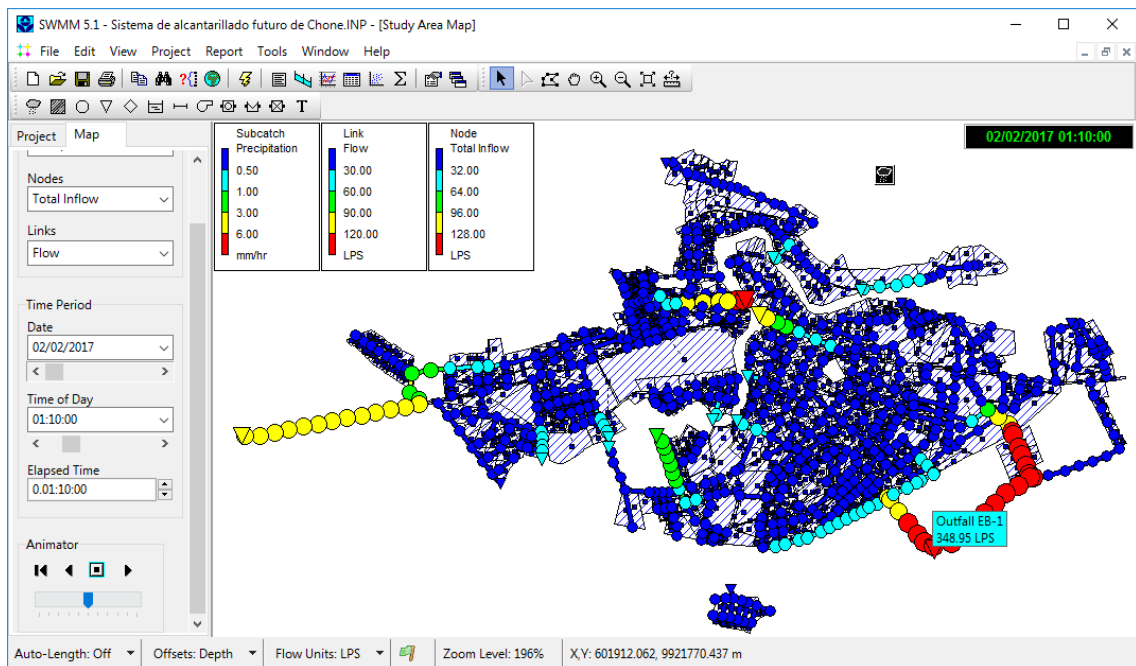 SWMM 5.1 - Sistema de alcantarillado futuro de Chone.INP - [Study Area Map]
File Edit View Project Report Tools Window Help
?{} Σ
T
Project Map
Nodes
Total Inflow
Links
Flow
Time Period
Date
02/02/2017
Time of Day
01:10:00
Elapsed Time
0.01:10:00
Animator
Subcatch
Precipitation
0.50
1.00
3.00
6.00
mm/hr
Link
Flow
30.00
60.00
90.00
120.00
LPS
Node
Total Inflow
32.00
64.00
96.00
128.00
LPS
02/02/2017 01:10:00
Outfall EB-1
348.95 LPS
Auto-Length: Off Offsets: Depth Flow Units: LPS Zoom Level: 196% X,Y: 601912.062, 9921770.437 m